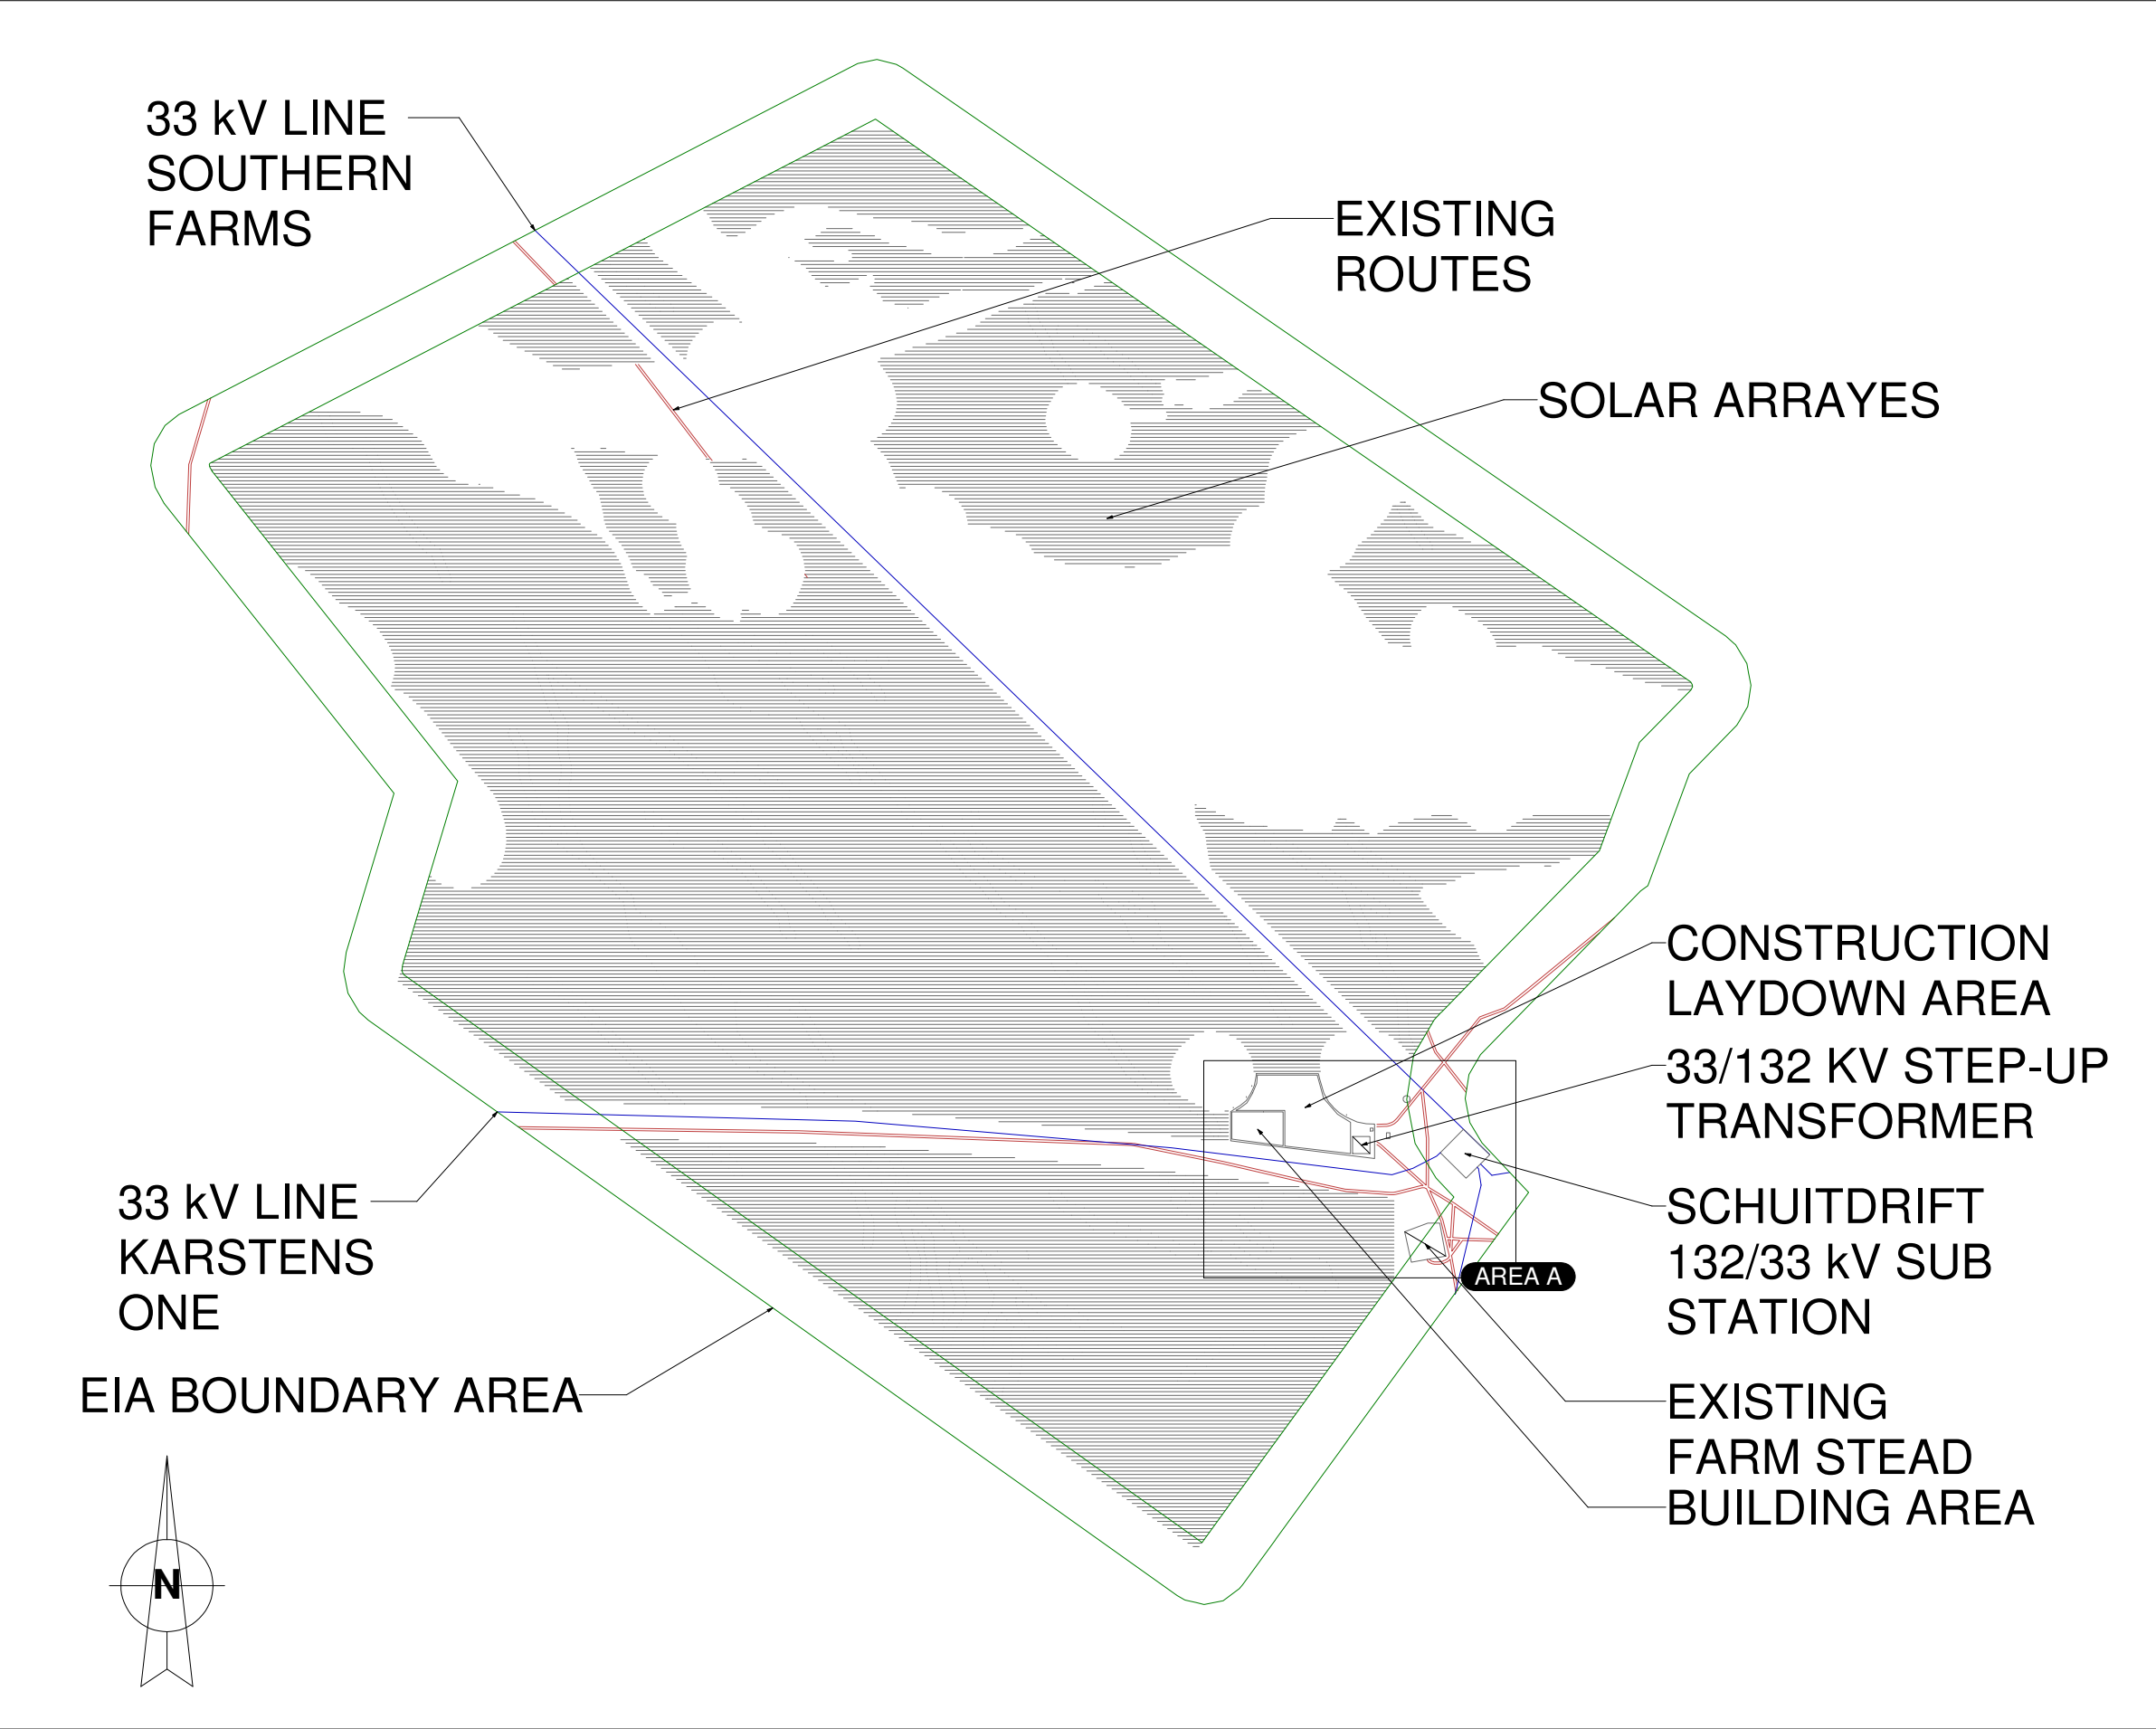 33 kV LINE
SOUTHERN
FARMS
EXISTING
ROUTES
SOLAR ARRAYES
CONSTRUCTION
LAYDOWN AREA
33/132 KV STEP-UP
TRANSFORMER
SCHUITDRIFT
132/33 kV SUB
STATION
AREA A
33 kV LINE
KARSTENS
ONE
EIA BOUNDARY AREA
EXISTING
FARM STEAD
BUILDING AREA
N